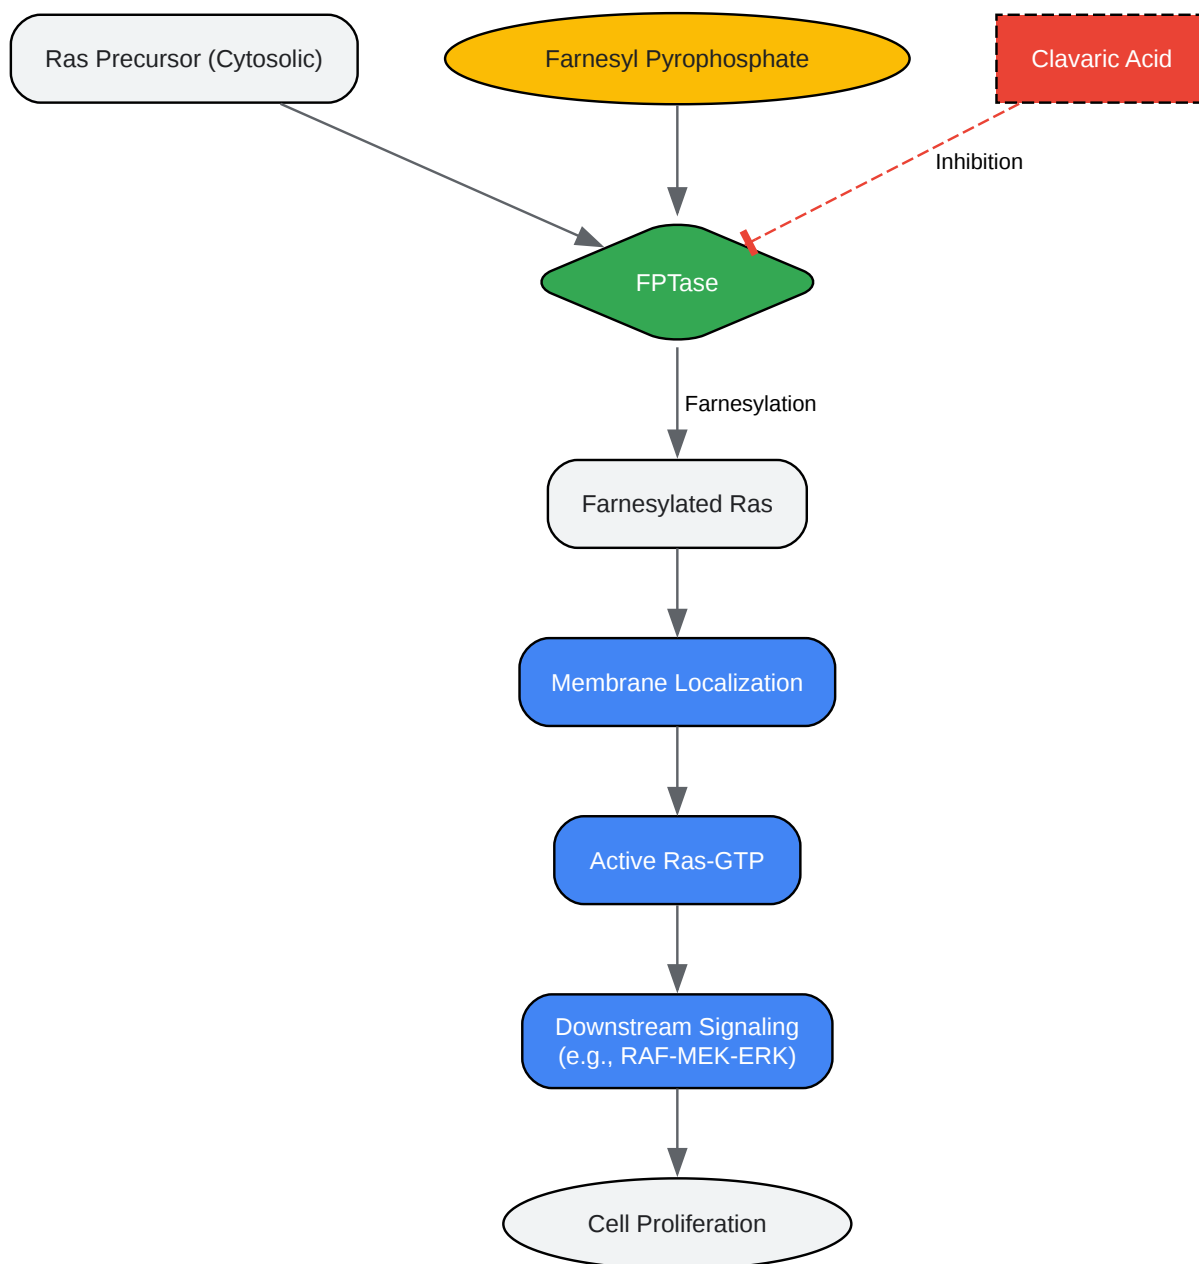 Ras Precursor (Cytosolic)
Farnesyl Pyrophosphate
Clavaric Acid
Inhibition
FPTase
Farnesylation
Farnesylated Ras
Membrane Localization
Active Ras-GTP
Downstream Signaling
(e.g., RAF-MEK-ERK)
Cell Proliferation